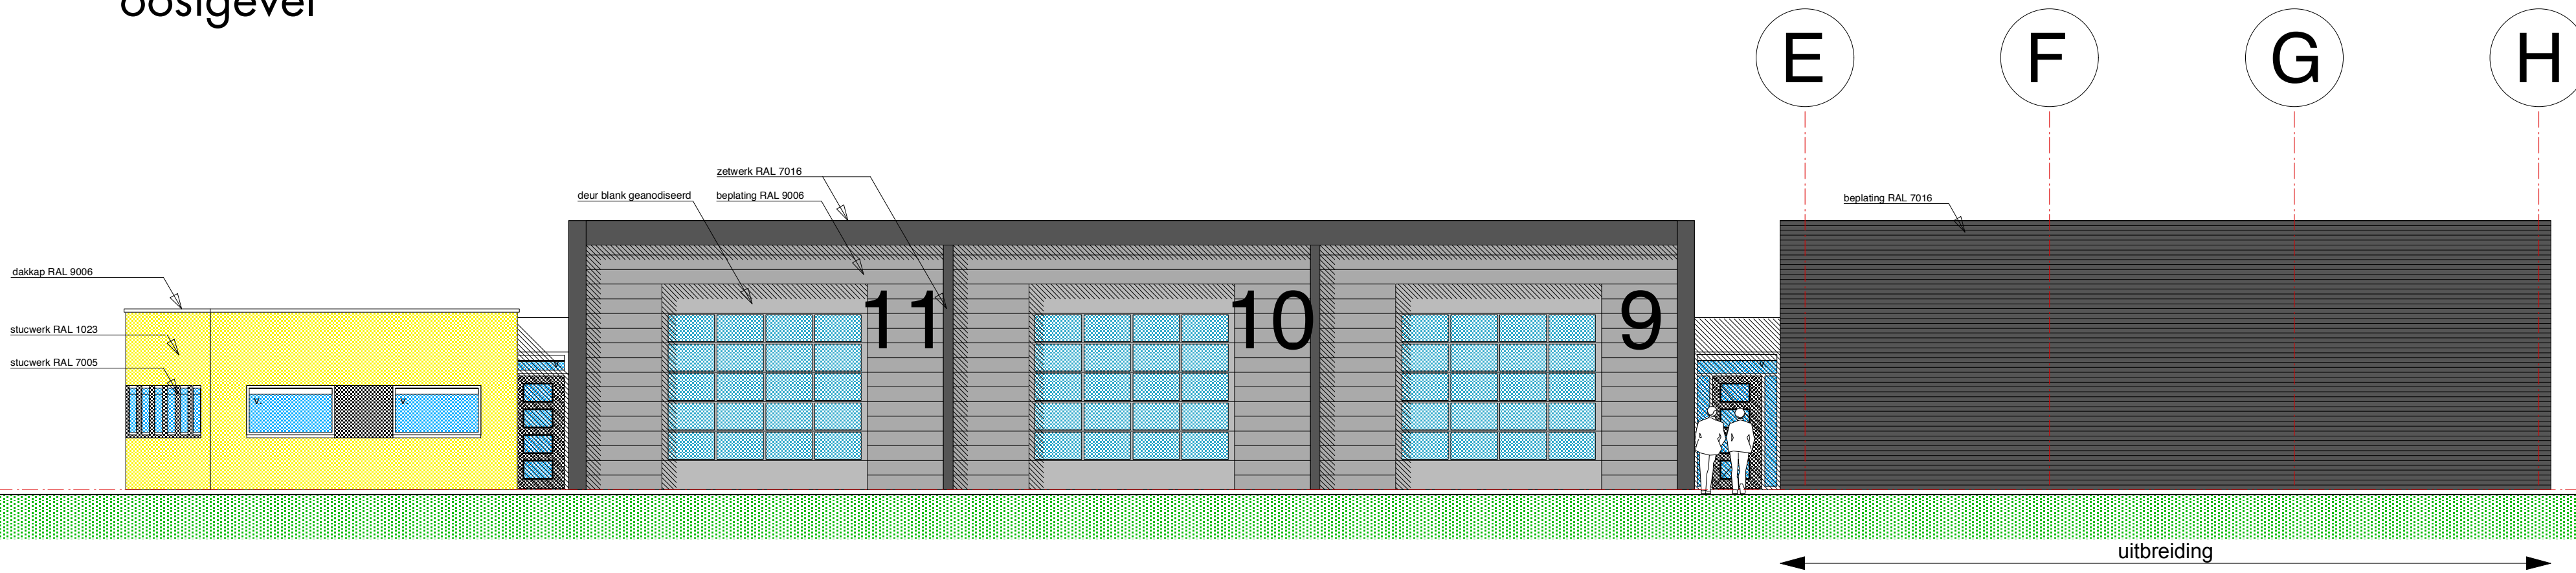 oostgevel
E F G H
zetwerk RAL 7016
deur blank geanodiseerd
beplating RAL 9006
beplating RAL 7016
dakkap RAL 9006
stucwerk RAL 1023
stucwerk RAL 7005
11 10 9
v. v. v. v.
uitbreiding